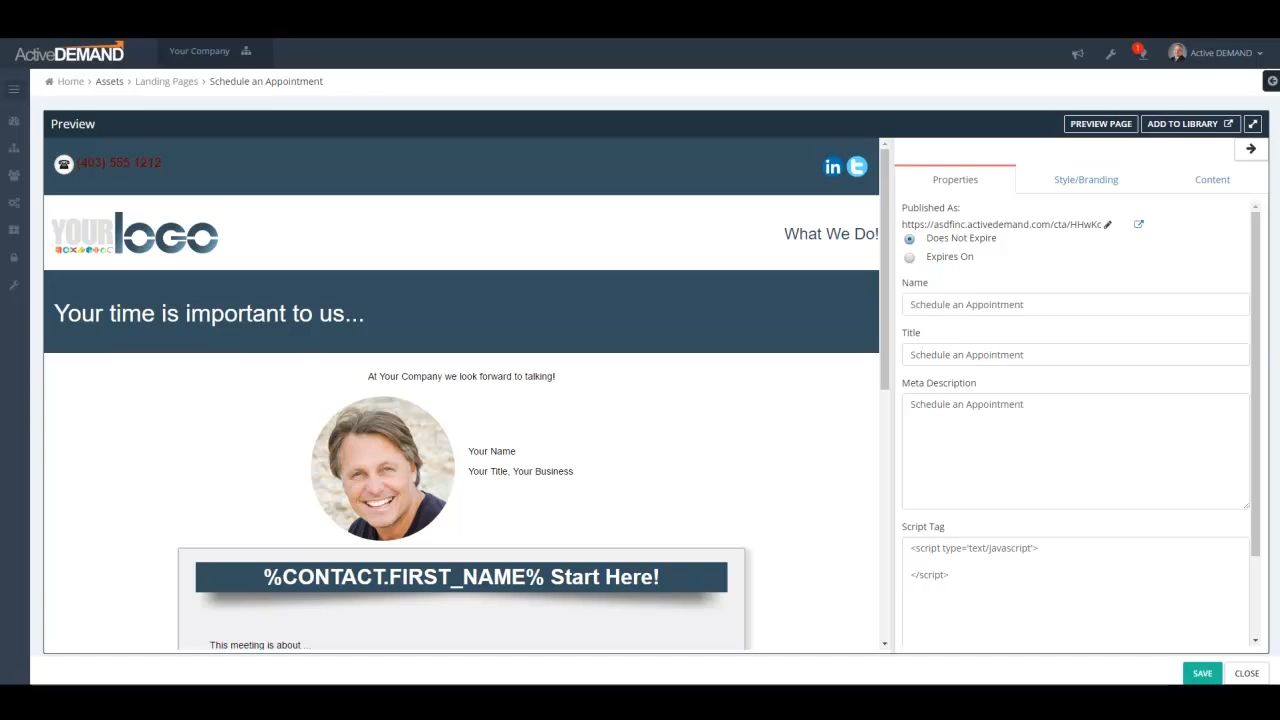 ActiveDEMAND
Your Company
1
Active DEMAND
Home › Assets › Landing Pages › Schedule an Appointment
Preview
PREVIEW PAGE
ADD TO LIBRARY
(403) 555 1212
in
YOUR LOGO
What We Do!
Your time is important to us...
At Your Company we look forward to talking!
Your Name
Your Title, Your Business
%CONTACT.FIRST_NAME% Start Here!
This meeting is about ...
Properties
Style/Branding
Content
Published As:
https://asdfinc.activedemand.com/cta/HHwKc
Does Not Expire
Expires On
Name
Schedule an Appointment
Title
Schedule an Appointment
Meta Description
Schedule an Appointment
Script Tag
<script type='text/javascript'>
</script>
SAVE
CLOSE